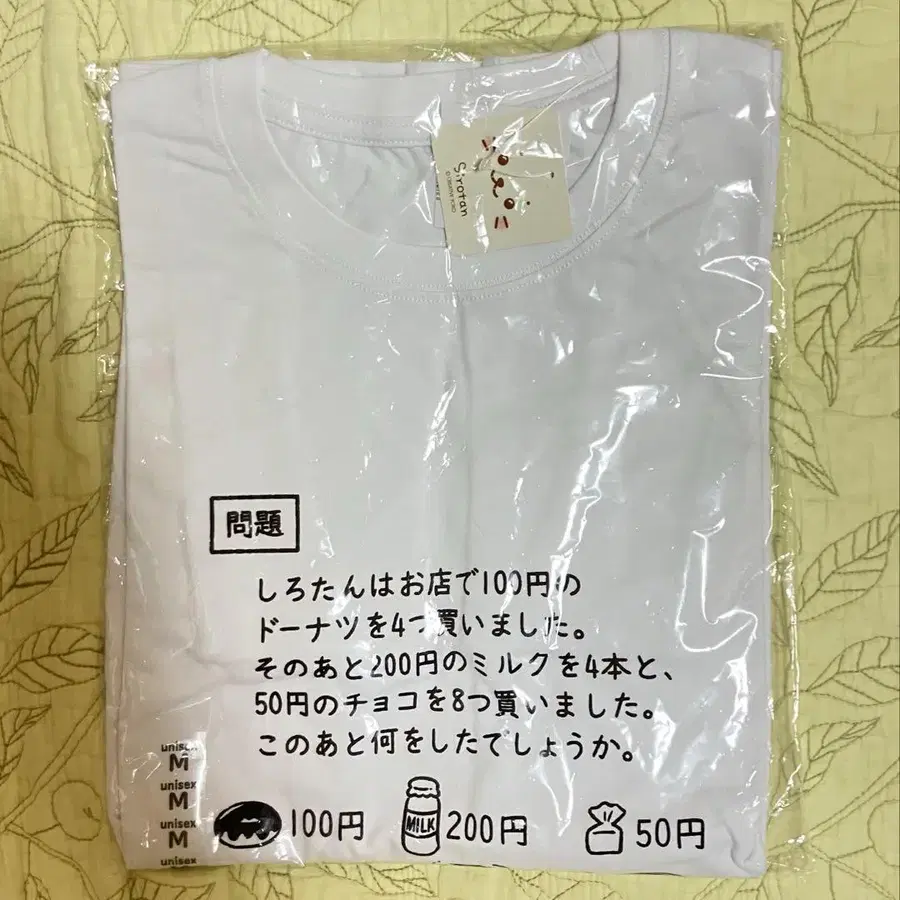 Sirotan
問題
しろたんはお店で100円の
ドーナツを4つ買いました。
そのあと200円のミルクを4本と、
50円のチョコを8つ買いました。
このあと何をしたでしょうか。
unisex
M
unisex
M
unisex
M
unisex
100円
MILK
200円
50円